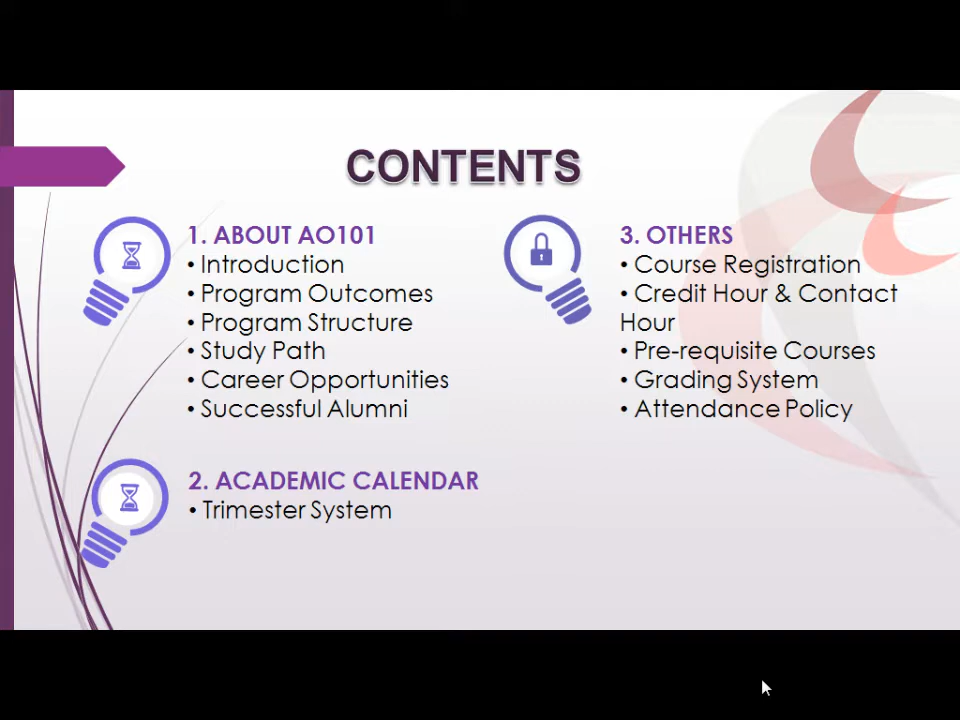 CONTENTS
1. ABOUT AO101
• Introduction
• Program Outcomes
• Program Structure
• Study Path
• Career Opportunities
• Successful Alumni
2. ACADEMIC CALENDAR
• Trimester System
3. OTHERS
• Course Registration
• Credit Hour & Contact
Hour
• Pre-requisite Courses
• Grading System
• Attendance Policy